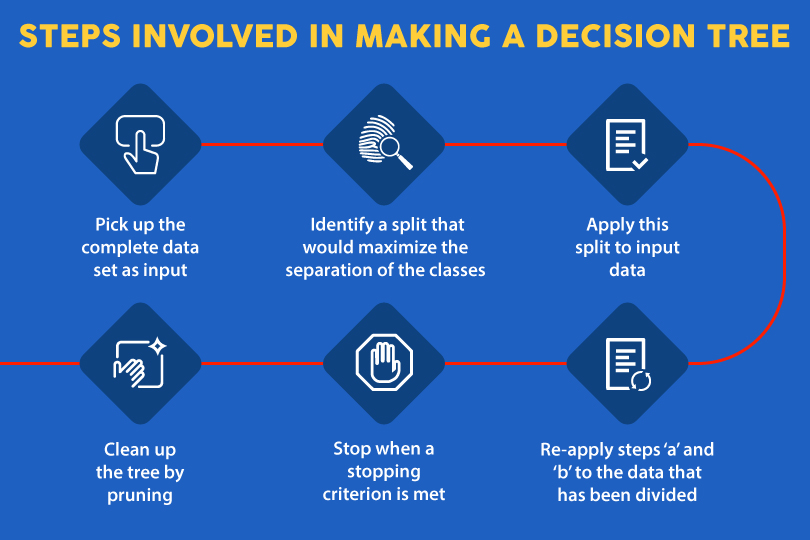 STEPS INVOLVED IN MAKING A DECISION TREE
Pick up the
complete data
set as input
Identify a split that
would maximize the
separation of the classes
Apply this
split to input
data
Re-apply steps ‘a’ and
‘b’ to the data that
has been divided
Stop when a
stopping
criterion is met
Clean up
the tree by
pruning